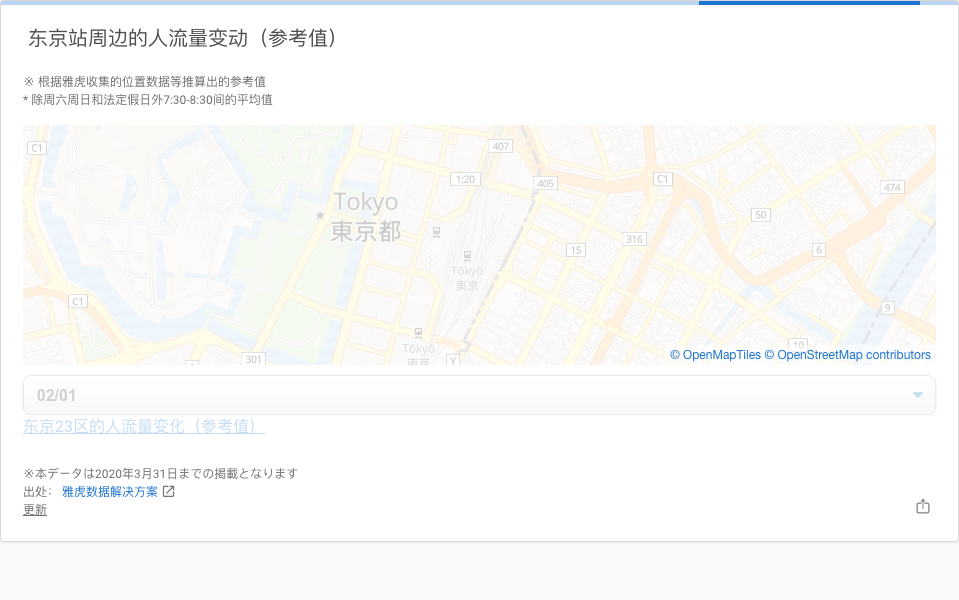 东京站周边的人流量变动（参考值）
※ 根据雅虎收集的位置数据等推算出的参考值
* 除周六周日和法定假日外7:30-8:30间的平均值
C1
407
1;20
405
C1
474
Tokyo
東京都
50
316
15
6
Tōkyō
東京
C1
9
10
Tōkyō
東京
301
1
Y
© OpenMapTiles © OpenStreetMap contributors
02/01
东京23区的人流量变化（参考值）
※本データは2020年3月31日までの掲載となります
出处： 雅虎数据解决方案
更新